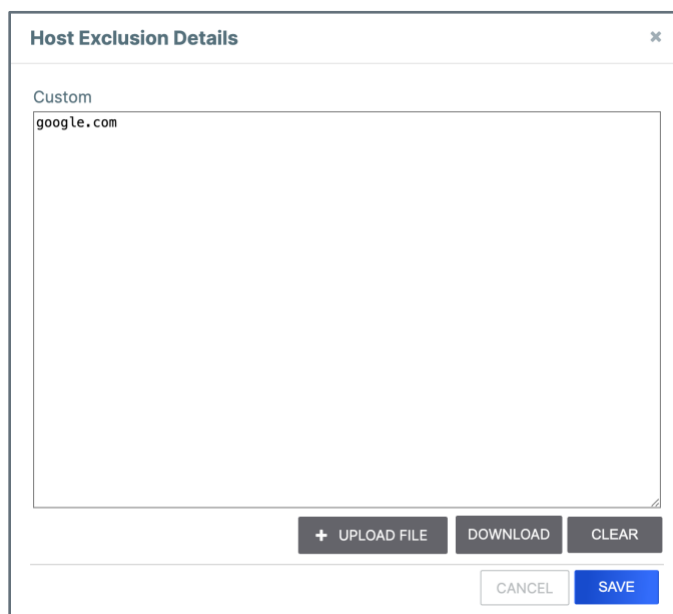 Host Exclusion Details
Custom
google.com
+ UPLOAD FILE DOWNLOAD CLEAR
CANCEL SAVE